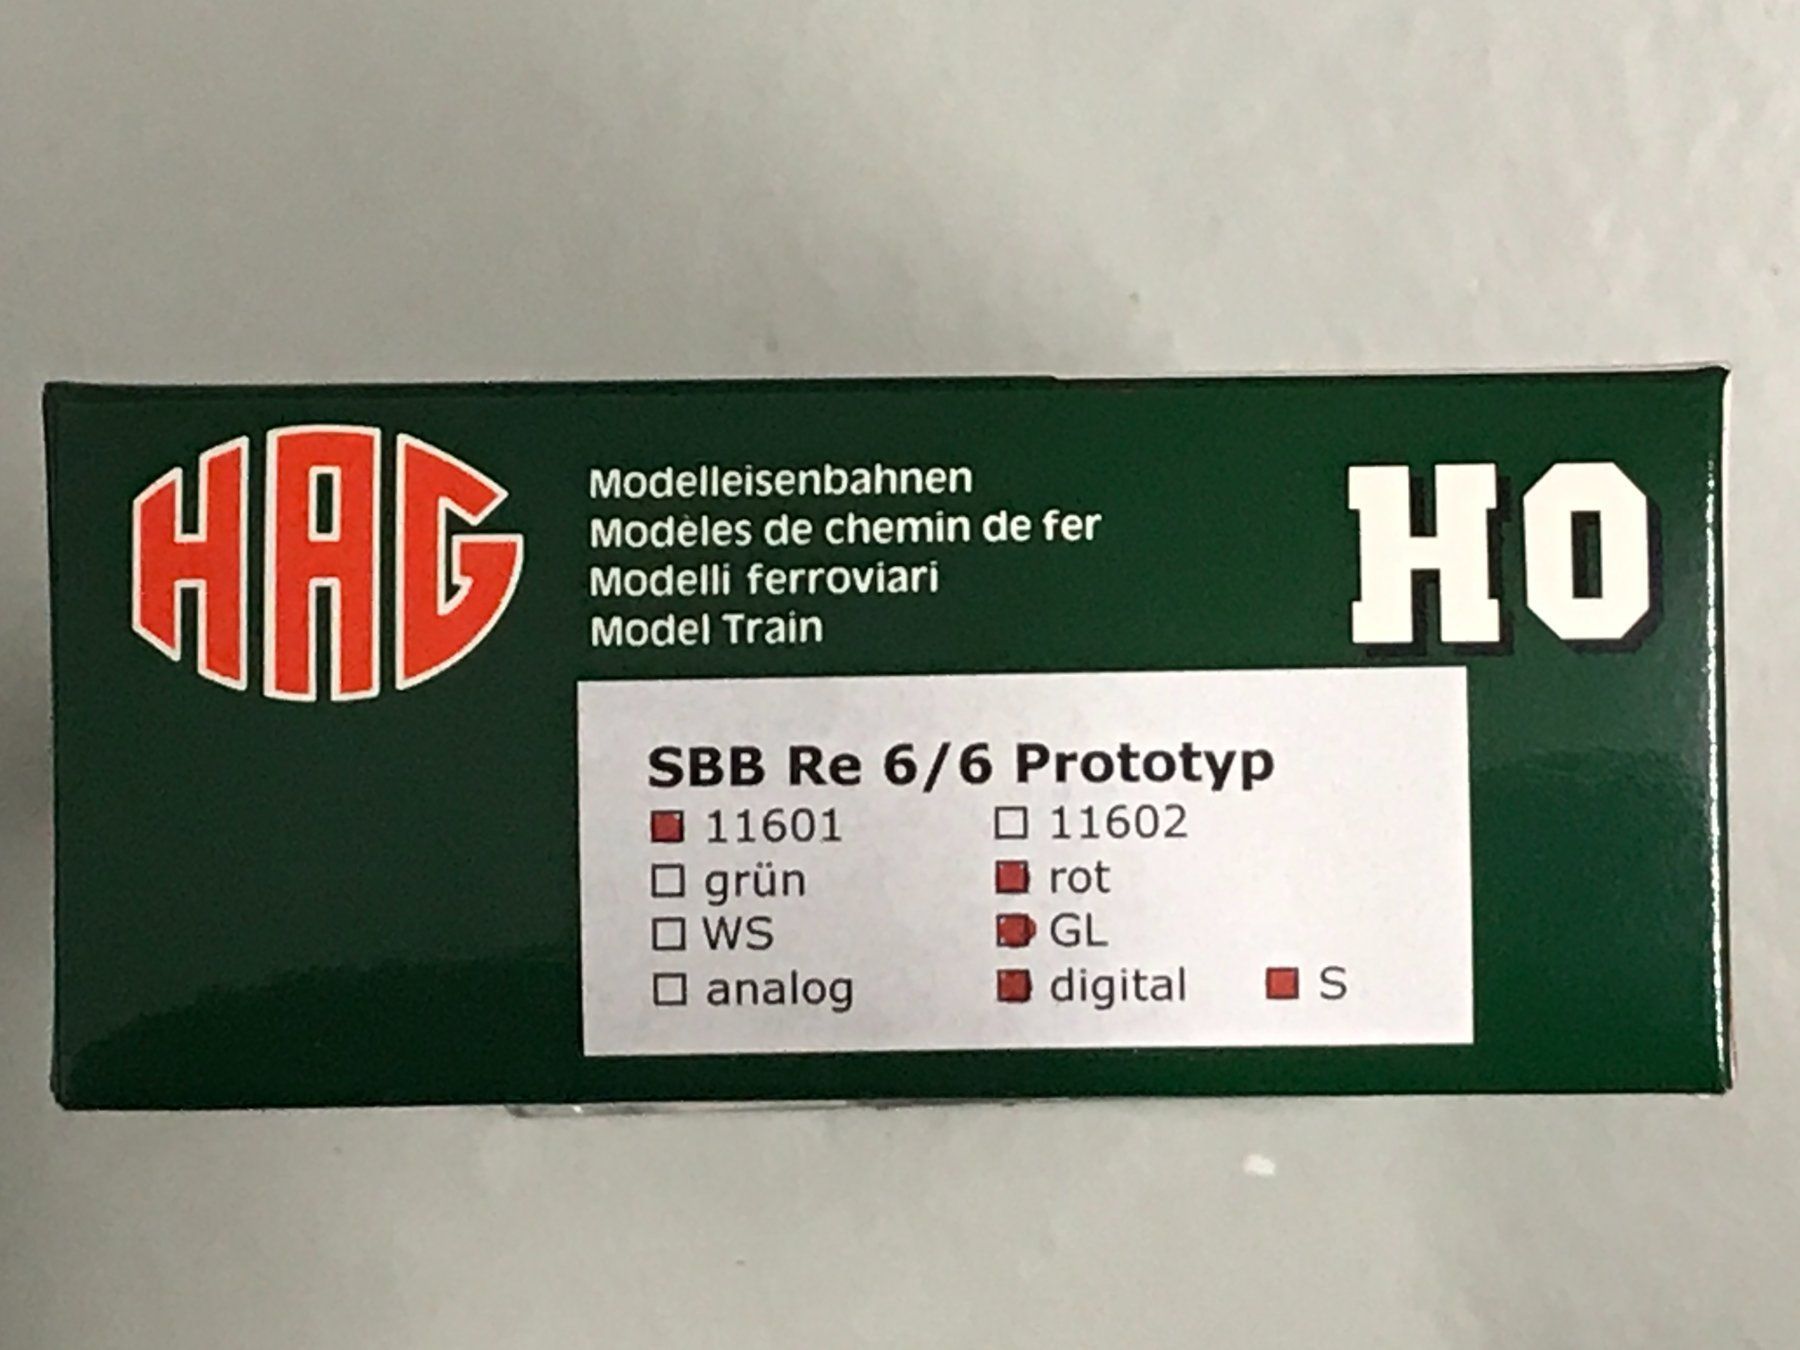 HAG
Modelleisenbahnen
Modèles de chemin de fer
Modelli ferroviari
Model Train
HO
SBB Re 6/6 Prototyp
11601 11602
grün rot
WS GL
analog digital S